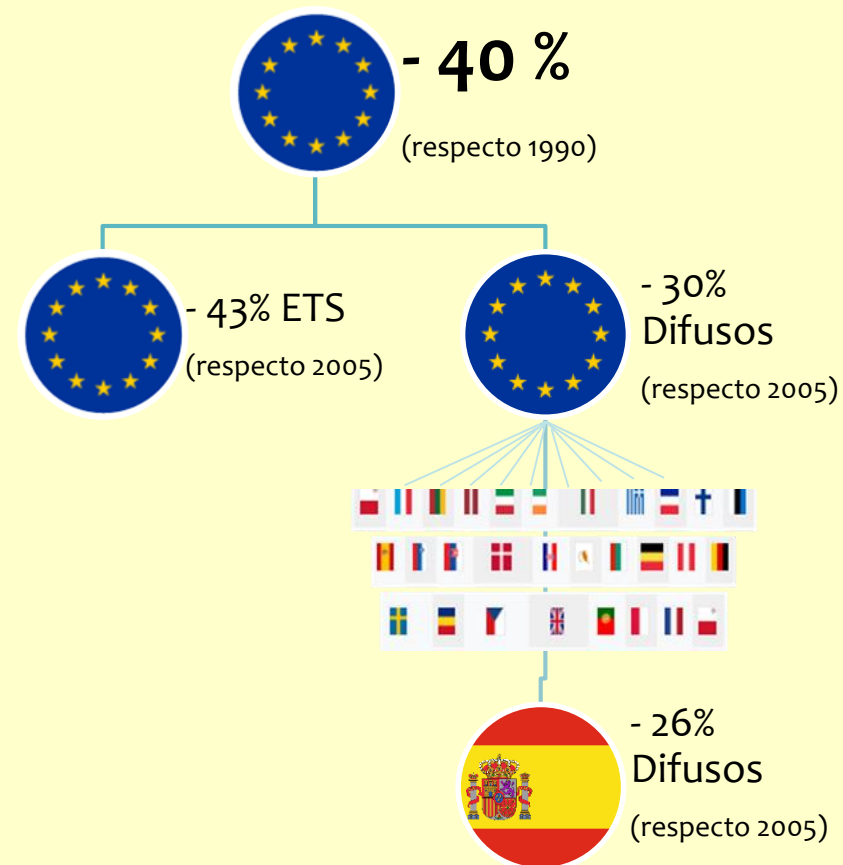 - 40 %
(respecto 1990)
- 43% ETS
(respecto 2005)
- 30%
Difusos
(respecto 2005)
- 26%
Difusos
(respecto 2005)